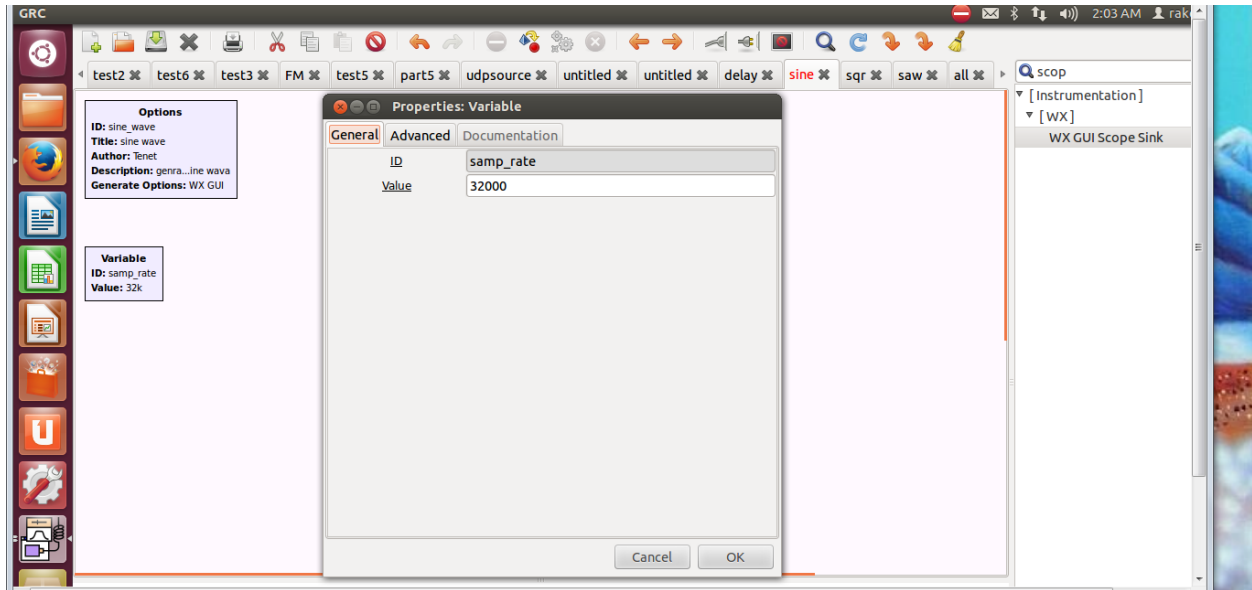 GRC
2:03 AM
test2 test6 test3 FM test5 part5 udpsource untitled untitled delay sine sqr saw all
scop
[Instrumentation]
[WX]
WX GUI Scope Sink
Options
ID: sine_wave
Title: sine wave
Author: Tenet
Description: genra...ine wava
Generate Options: WX GUI
Variable
ID: samp_rate
Value: 32k
Properties: Variable
General Advanced Documentation
ID samp_rate
Value 32000
Cancel OK